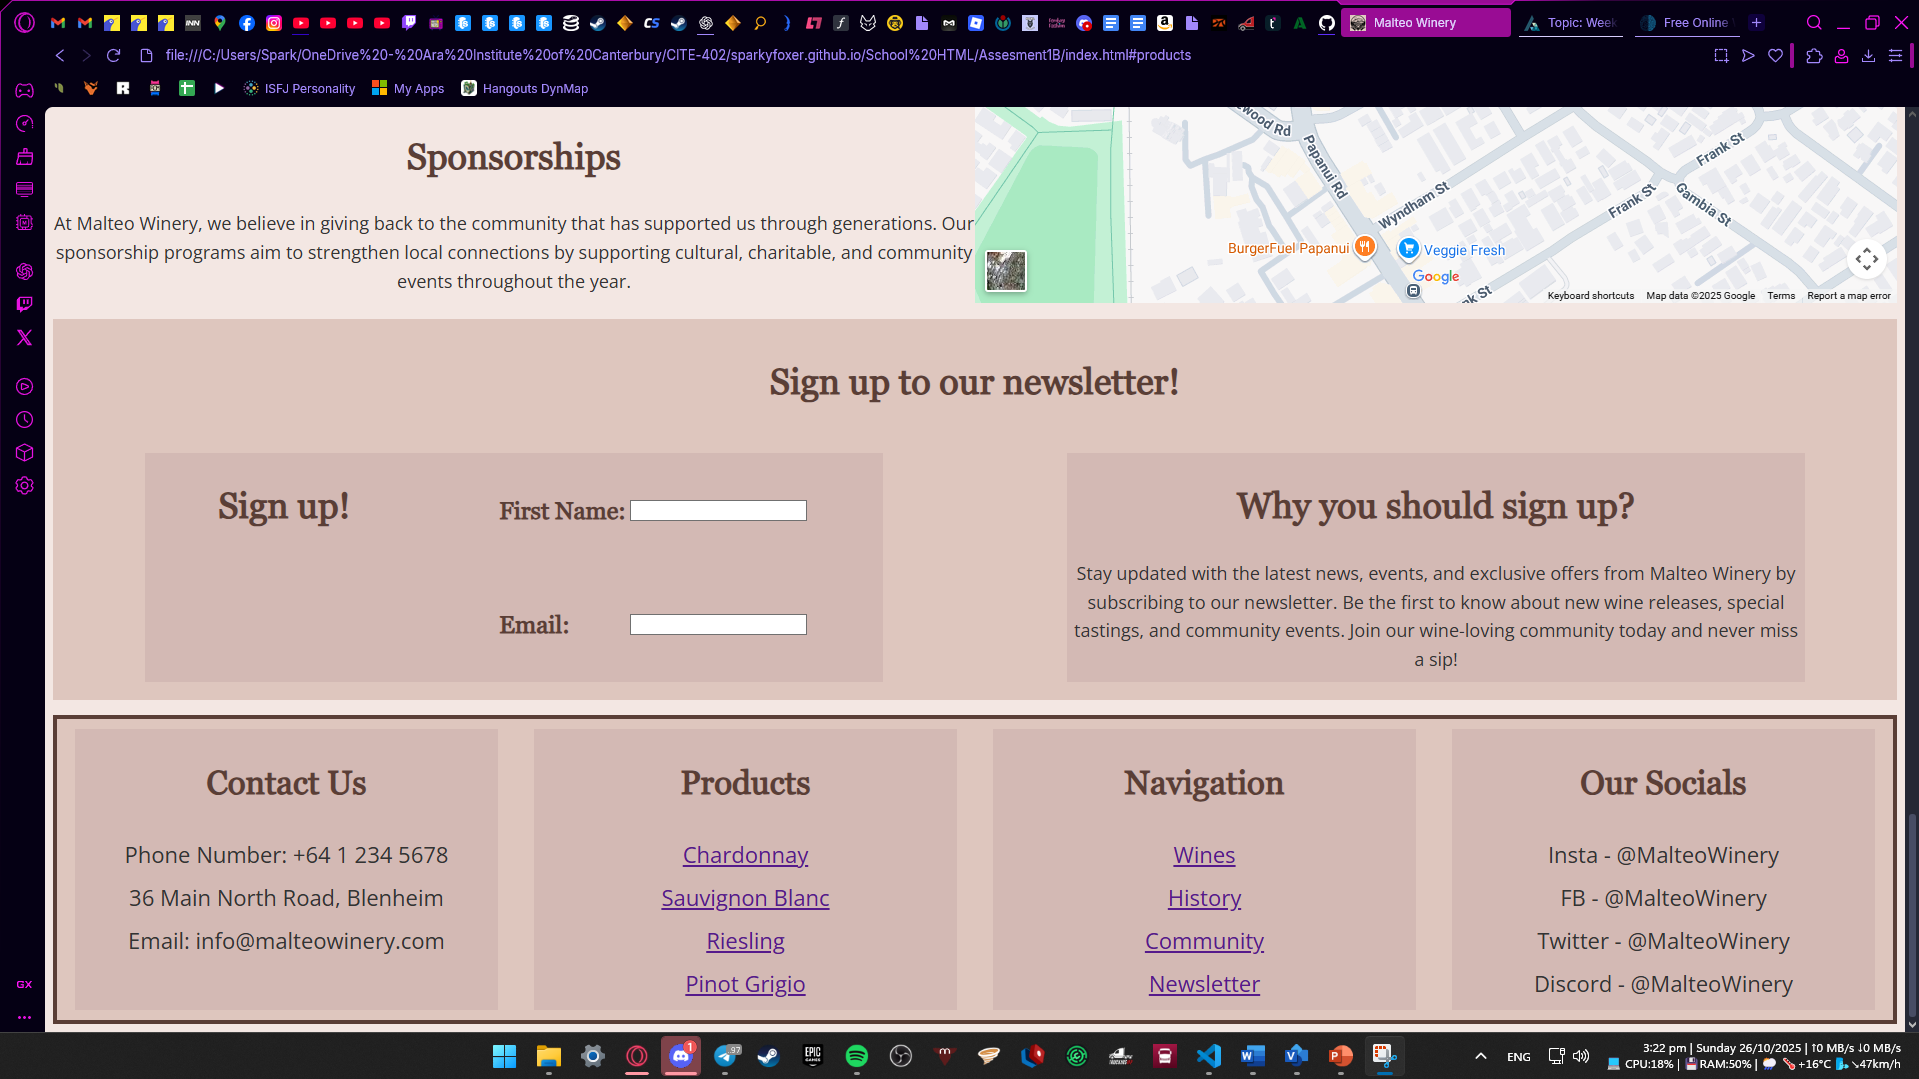 Malteo Winery
Topic: Week
Free Online
file:///C:/Users/Spark/OneDrive%20-%20Ara%20Institute%20of%20Canterbury/CITE-402/sparkyfoxer.github.io/School%20HTML/Assesment1B/index.html#products
ISFJ Personality
My Apps
Hangouts DynMap
Sponsorships
At Malteo Winery, we believe in giving back to the community that has supported us through generations. Our
sponsorship programs aim to strengthen local connections by supporting cultural, charitable, and community
events throughout the year.
ewood Rd
Papanui Rd
Wyndham St
Frank St
Frank St
Gambia St
BurgerFuel Papanui
Veggie Fresh
Google
nk St
Keyboard shortcuts
Map data ©2025 Google
Terms
Report a map error
Sign up to our newsletter!
Sign up!
First Name:
Email:
Why you should sign up?
Stay updated with the latest news, events, and exclusive offers from Malteo Winery by
subscribing to our newsletter. Be the first to know about new wine releases, special
tastings, and community events. Join our wine-loving community today and never miss
a sip!
Contact Us
Phone Number: +64 1 234 5678
36 Main North Road, Blenheim
Email: info@malteowinery.com
Products
Chardonnay
Sauvignon Blanc
Riesling
Pinot Grigio
Navigation
Wines
History
Community
Newsletter
Our Socials
Insta - @MalteoWinery
FB - @MalteoWinery
Twitter - @MalteoWinery
Discord - @MalteoWinery
GX
1
97
EPIC
ENG
3:22 pm | Sunday 26/10/2025 | ↑0 MB/s ↓0 MB/s
CPU:18% | RAM:50% | +16°C ↘47km/h